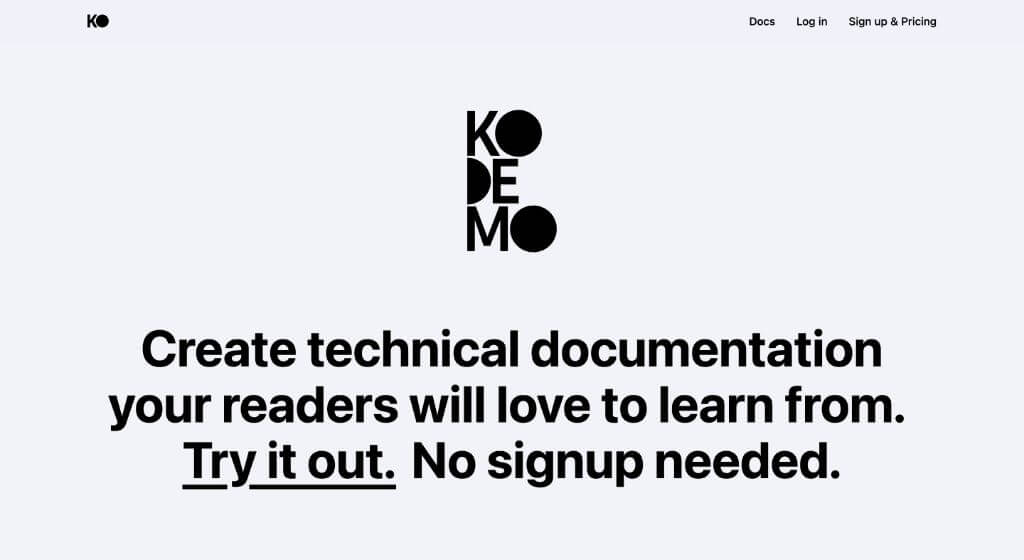 KO
Docs
Log in
Sign up & Pricing
KO
DE
MO
Create technical documentation
your readers will love to learn from.
Try it out. No signup needed.